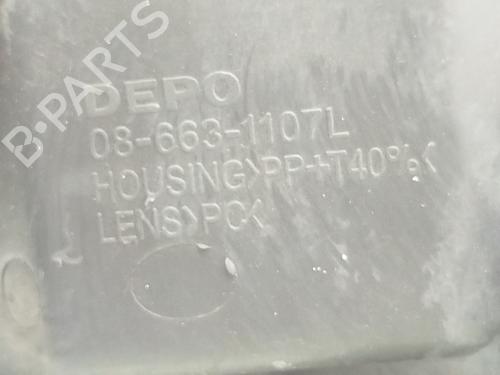 B-PARTS
DEPO
08-663-1107L
HOUSING>PP+T40%<
LENS>PC<